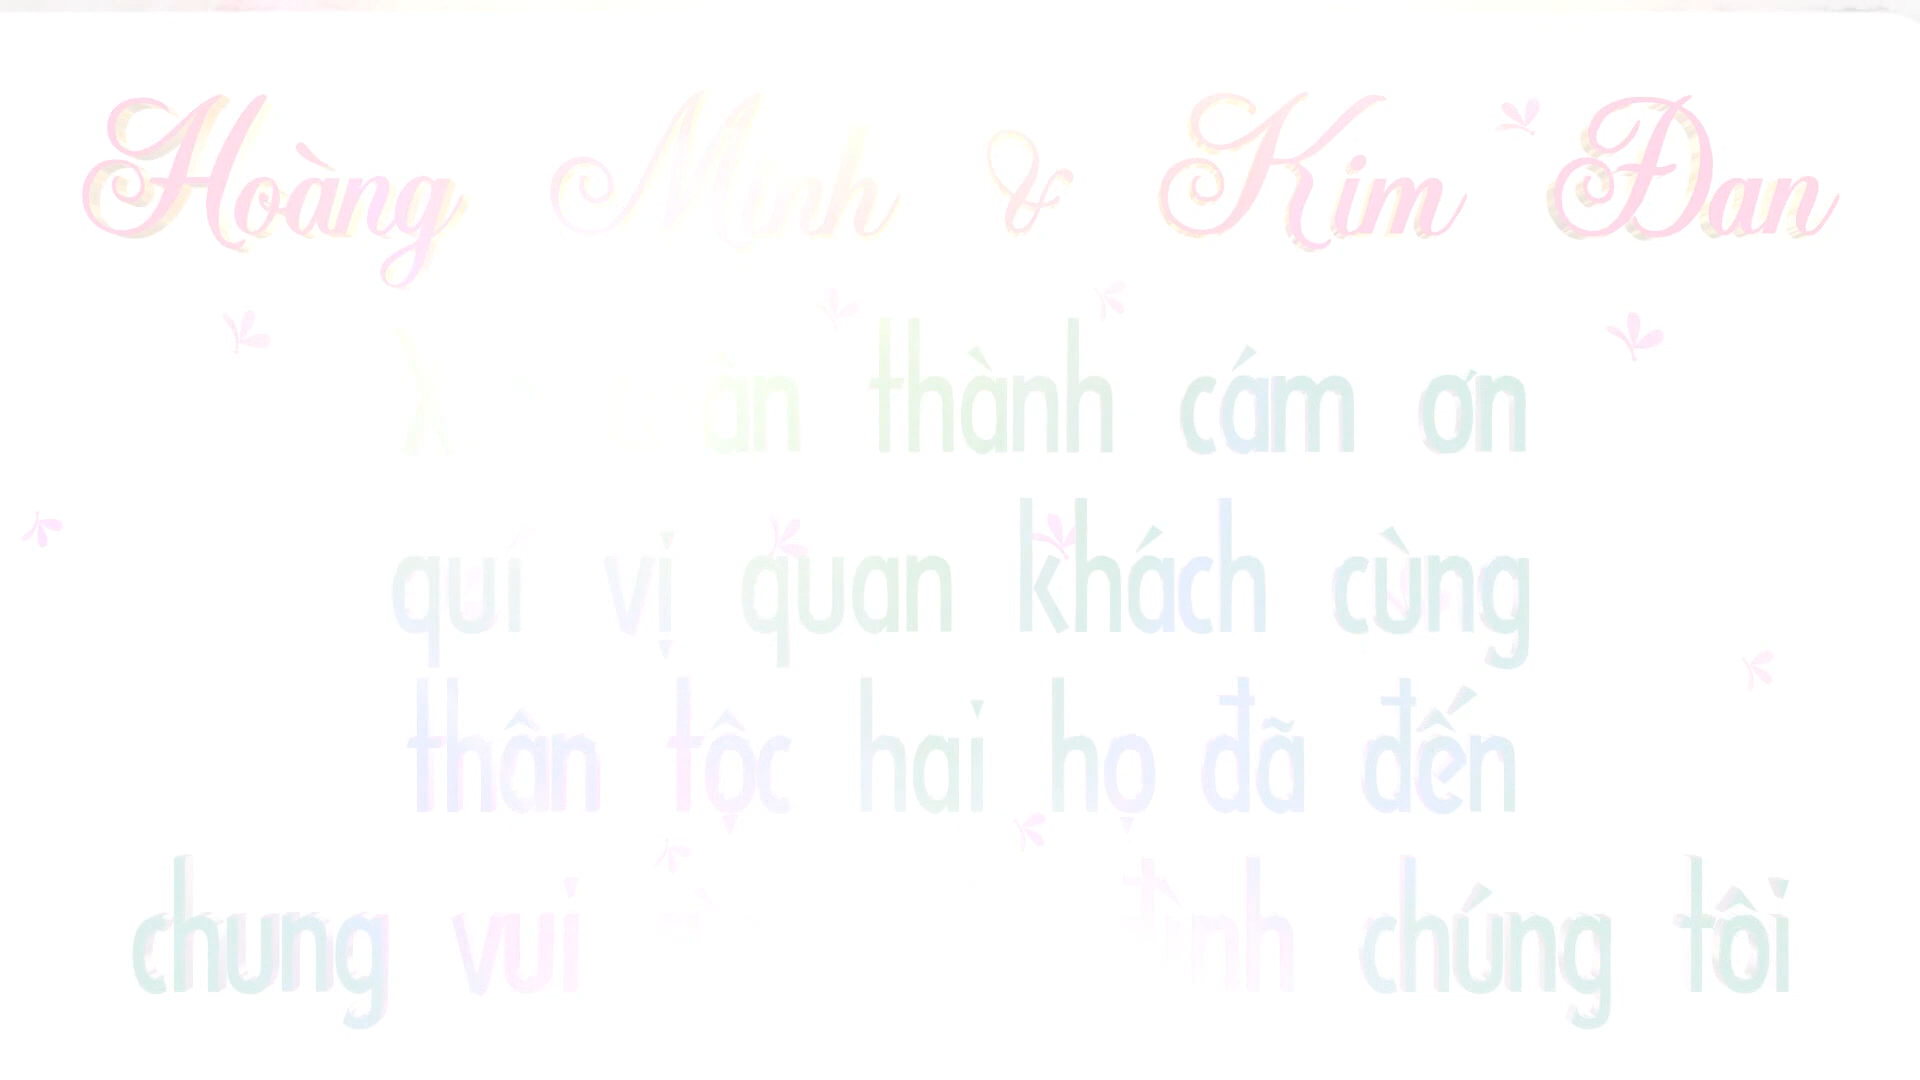 Hoàng Minh & Kim Đan
thành cám ơn
quí vị quan khách cùng
thân tộc hai họ đã đến
chung vui chúng tôi